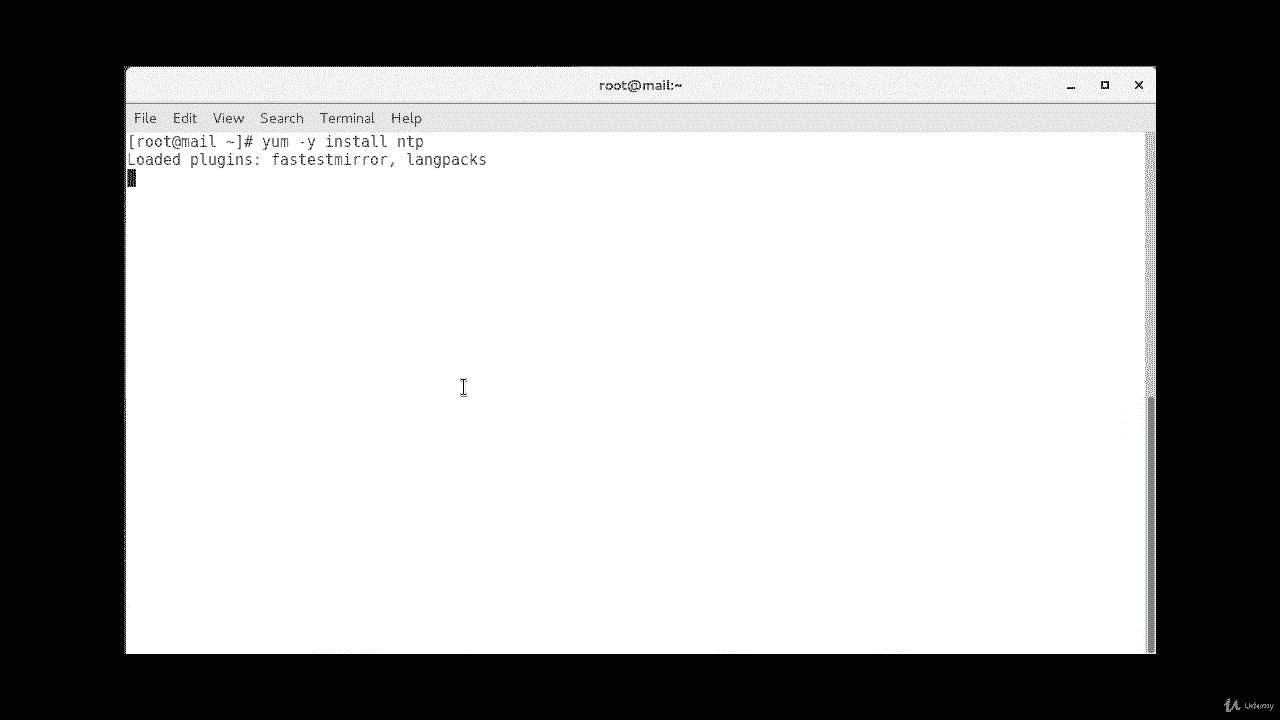 root@mail:~
File Edit View Search Terminal Help
[root@mail ~]# yum -y install ntp
Loaded plugins: fastestmirror, langpacks
Udemy